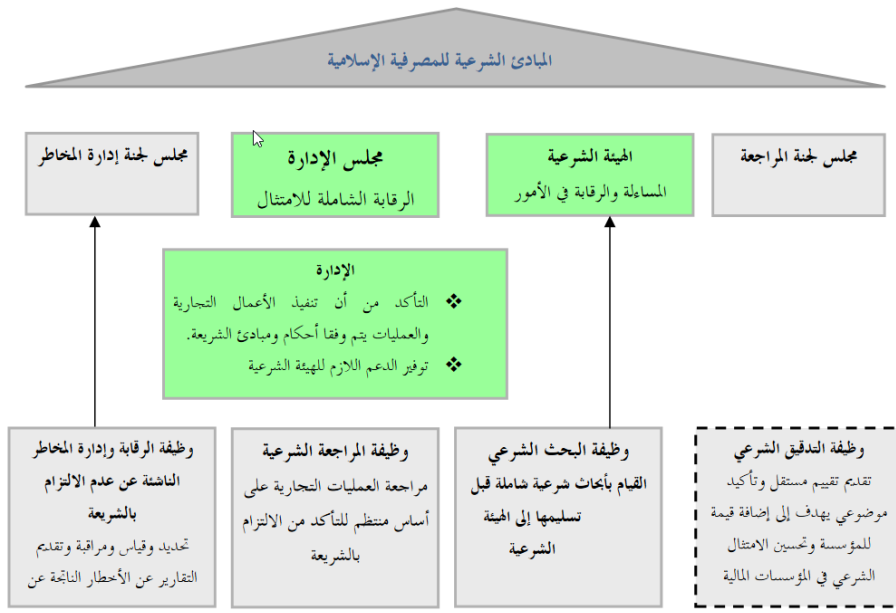 المبادئ الشرعية للمصرفية الإسلامية
مجلس لجنة المراجعة
الهيئة الشرعية
المساءلة والرقابة في الأمور
مجلس الإدارة
الرقابة الشاملة للامتثال
مجلس لجنة إدارة المخاطر
الإدارة
❖ التأكد من أن تنفيذ الأعمال التجارية
والعمليات يتم وفقا أحكام ومبادئ الشريعة.
❖ توفير الدعم اللازم للهيئة الشرعية
وظيفة التدقيق الشرعي
تقديم تقييم مستقل وتأكيد
موضوعي يهدف إلى إضافة قيمة
للمؤسسة وتحسين الامتثال
الشرعي في المؤسسات المالية
وظيفة البحث الشرعي
القيام بأبحاث شرعية شاملة قبل
تسليمها إلى الهيئة
الشرعية
وظيفة المراجعة الشرعية
مراجعة العمليات التجارية على
أساس منتظم للتأكد من الالتزام
بالشريعة
وظيفة الرقابة وإدارة المخاطر
الناشئة عن عدم الالتزام
بالشريعة
تحديد وقياس ومراقبة وتقديم
التقارير عن الأخطار الناتجة عن